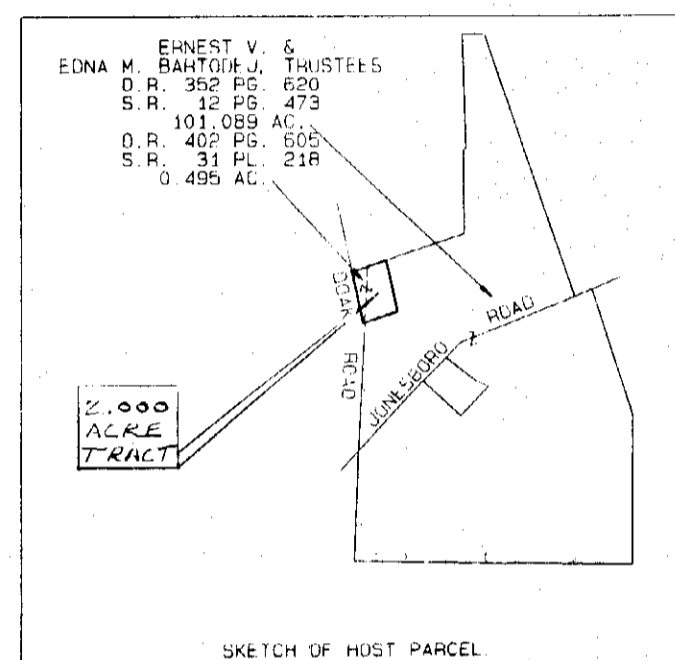 ERNEST V. &
EDNA M. BARTODEJ, TRUSTEES
O.R. 352 PG. 620
S.R. 12 PG. 473
101.089 AC.
O.R. 402 PG. 605
S.R. 31 PL. 218
0.495 AC.
DOAK ROAD
JONESBORO ROAD
2.000
ACRE
TRACT
SKETCH OF HOST PARCEL